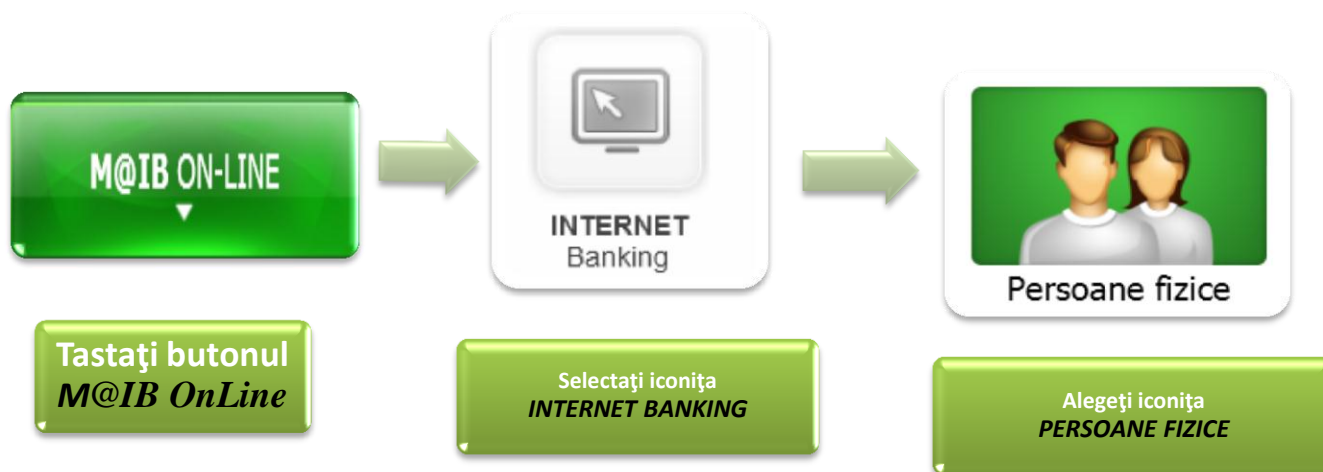 M@IB ON-LINE
INTERNET
Banking
Persoane fizice
Tastaţi butonul
M@IB OnLine
Selectaţi iconiţa
INTERNET BANKING
Alegeţi iconiţa
PERSOANE FIZICE